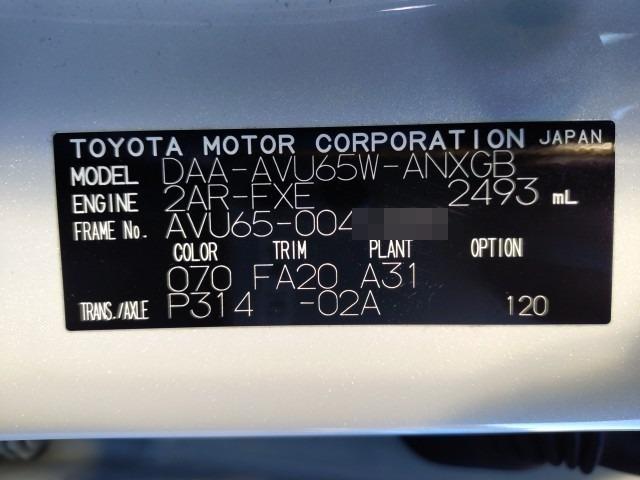 TOYOTA MOTOR CORPORATION JAPAN
MODEL DAA-AVU65W-ANXGB
ENGINE 2AR-FXE 2493 mL
FRAME No. AVU65-004
COLOR TRIM PLANT OPTION
070 FA20 A31
TRANS./AXLE P314 -02A 120